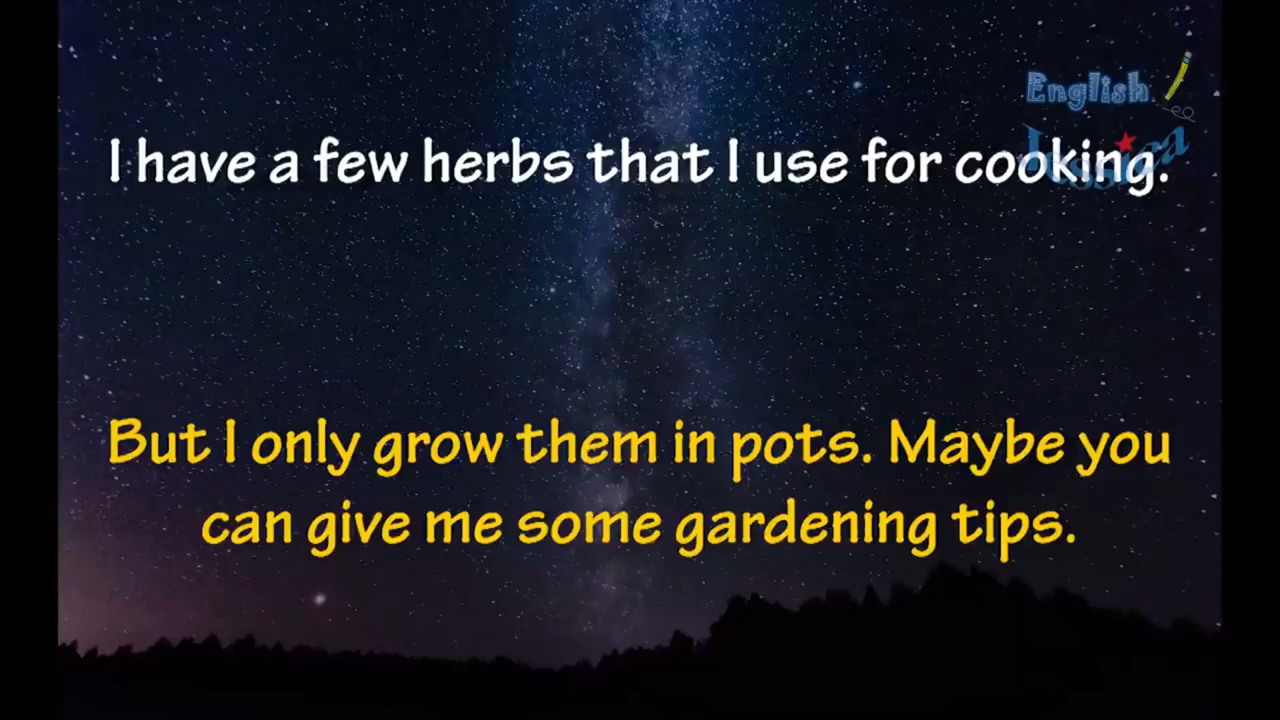 English
Jessica
I have a few herbs that I use for cooking.
But I only grow them in pots. Maybe you
can give me some gardening tips.